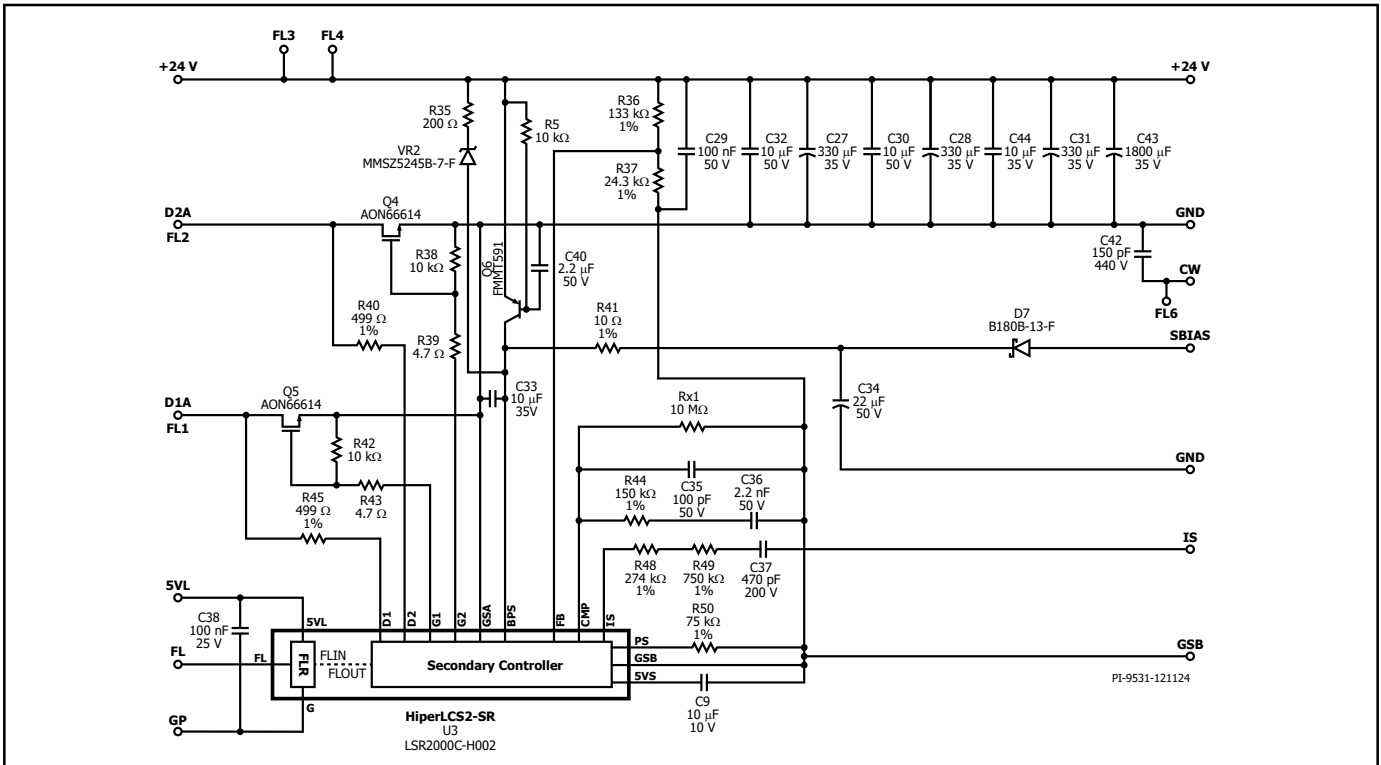 FL3
FL4
+24 V
+24 V
R35
200 Ω
VR2
MMSZ5245B-7-F
R5
10 kΩ
R36
133 kΩ
1%
R37
24.3 kΩ
1%
C29
100 nF
50 V
C32
10 μF
50 V
C27
330 μF
35 V
C30
10 μF
50 V
C28
330 μF
35 V
C44
10 μF
35 V
C31
330 μF
35 V
C43
1800 μF
35 V
D2A
FL2
Q4
AON66614
R38
10 kΩ
Q6
FMMT591
C40
2.2 μF
50 V
GND
C42
150 pF
440 V
CW
FL6
R40
499 Ω
1%
R39
4.7 Ω
R41
10 Ω
1%
D7
B180B-13-F
SBIAS
C33
10 μF
35V
C34
22 μF
50 V
D1A
FL1
Q5
AON66614
R42
10 kΩ
R43
4.7 Ω
R45
499 Ω
1%
Rx1
10 MΩ
C35
100 pF
50 V
R44
150 kΩ
1%
C36
2.2 nF
50 V
GND
R48
274 kΩ
1%
R49
750 kΩ
1%
C37
470 pF
200 V
IS
R50
75 kΩ
1%
5VL
C38
100 nF
25 V
FL
GP
5VL
D1
D2
G1
G2
GSA
BPS
FB
CMP
IS
FL
FLR
FLIN
FLOUT
G
Secondary Controller
PS
GSB
5VS
GSB
C9
10 μF
10 V
HiperLCS2-SR
U3
LSR2000C-H002
PI-9531-121124